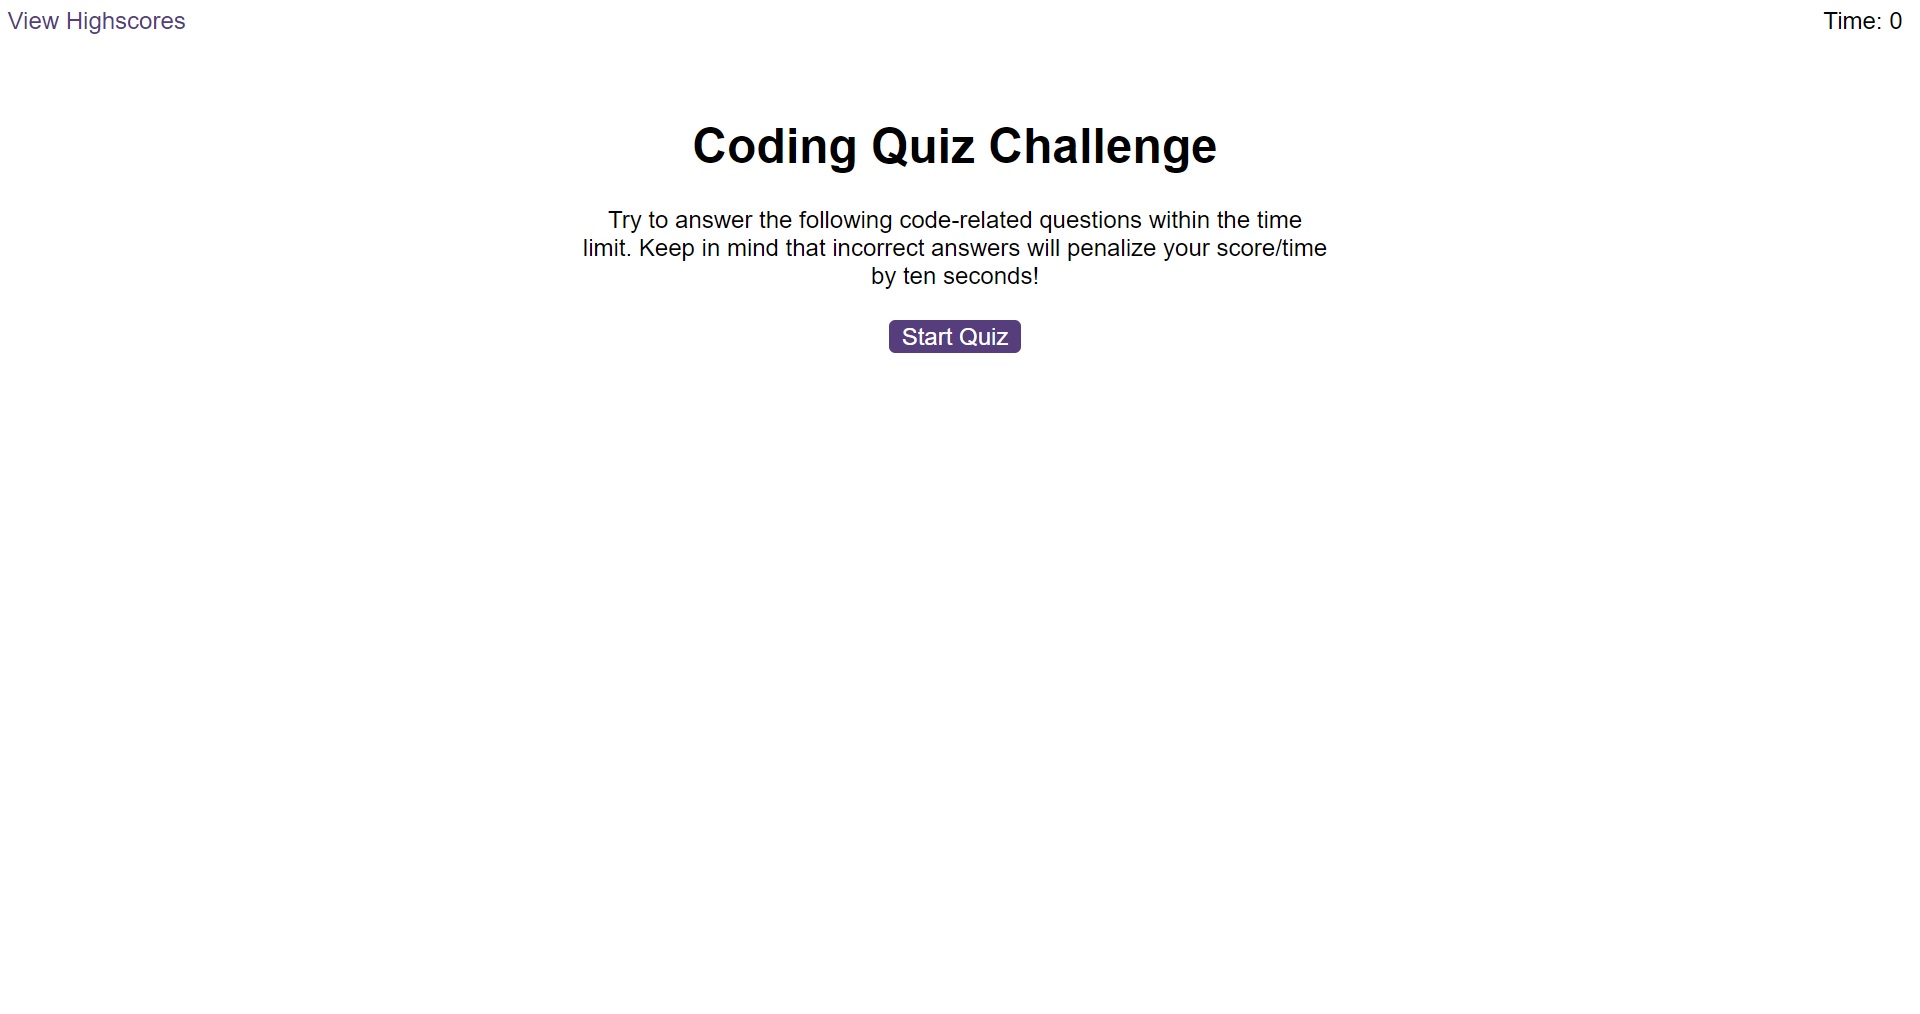 View Highscores
Time: 0
Coding Quiz Challenge
Try to answer the following code-related questions within the time
limit. Keep in mind that incorrect answers will penalize your score/time
by ten seconds!
Start Quiz